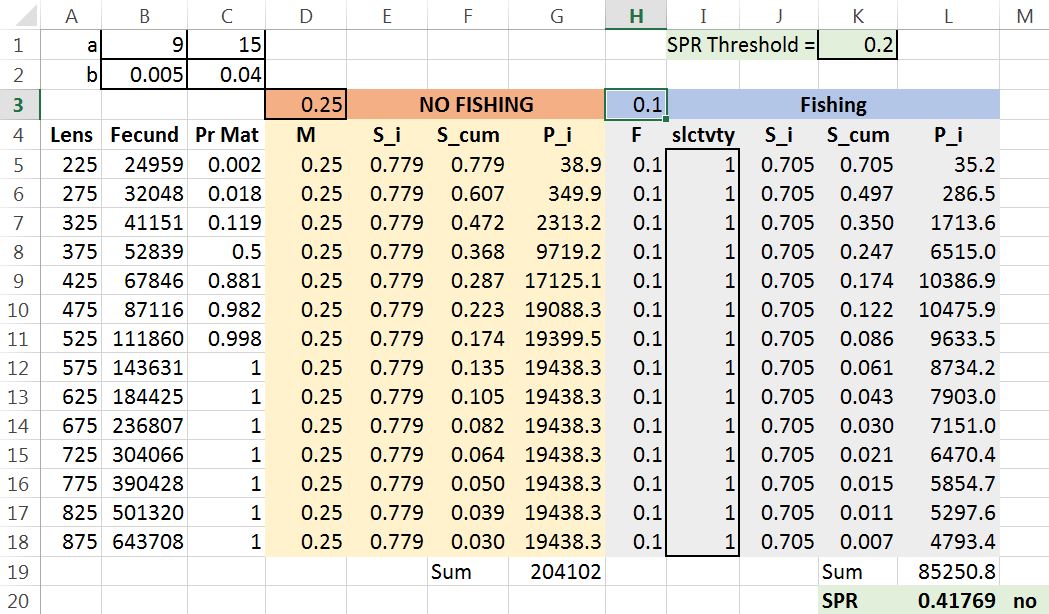 A B C D E F G H I J K L M
1 a 9 15 SPR Threshold = 0.2
2 b 0.005 0.04
3 0.25 NO FISHING 0.1 Fishing
4 Lens Fecund Pr Mat M S_i S_cum P_i F slctvty S_i S_cum P_i
5 225 24959 0.002 0.25 0.779 0.779 38.9 0.1 1 0.705 0.705 35.2
6 275 32048 0.018 0.25 0.779 0.607 349.9 0.1 1 0.705 0.497 286.5
7 325 41151 0.119 0.25 0.779 0.472 2313.2 0.1 1 0.705 0.350 1713.6
8 375 52839 0.5 0.25 0.779 0.368 9719.2 0.1 1 0.705 0.247 6515.0
9 425 67846 0.881 0.25 0.779 0.287 17125.1 0.1 1 0.705 0.174 10386.9
10 475 87116 0.982 0.25 0.779 0.223 19088.3 0.1 1 0.705 0.122 10475.9
11 525 111860 0.998 0.25 0.779 0.174 19399.5 0.1 1 0.705 0.086 9633.5
12 575 143631 1 0.25 0.779 0.135 19438.3 0.1 1 0.705 0.061 8734.2
13 625 184425 1 0.25 0.779 0.105 19438.3 0.1 1 0.705 0.043 7903.0
14 675 236807 1 0.25 0.779 0.082 19438.3 0.1 1 0.705 0.030 7151.0
15 725 304066 1 0.25 0.779 0.064 19438.3 0.1 1 0.705 0.021 6470.4
16 775 390428 1 0.25 0.779 0.050 19438.3 0.1 1 0.705 0.015 5854.7
17 825 501320 1 0.25 0.779 0.039 19438.3 0.1 1 0.705 0.011 5297.6
18 875 643708 1 0.25 0.779 0.030 19438.3 0.1 1 0.705 0.007 4793.4
19 Sum 204102 Sum 85250.8
20 SPR 0.41769 no